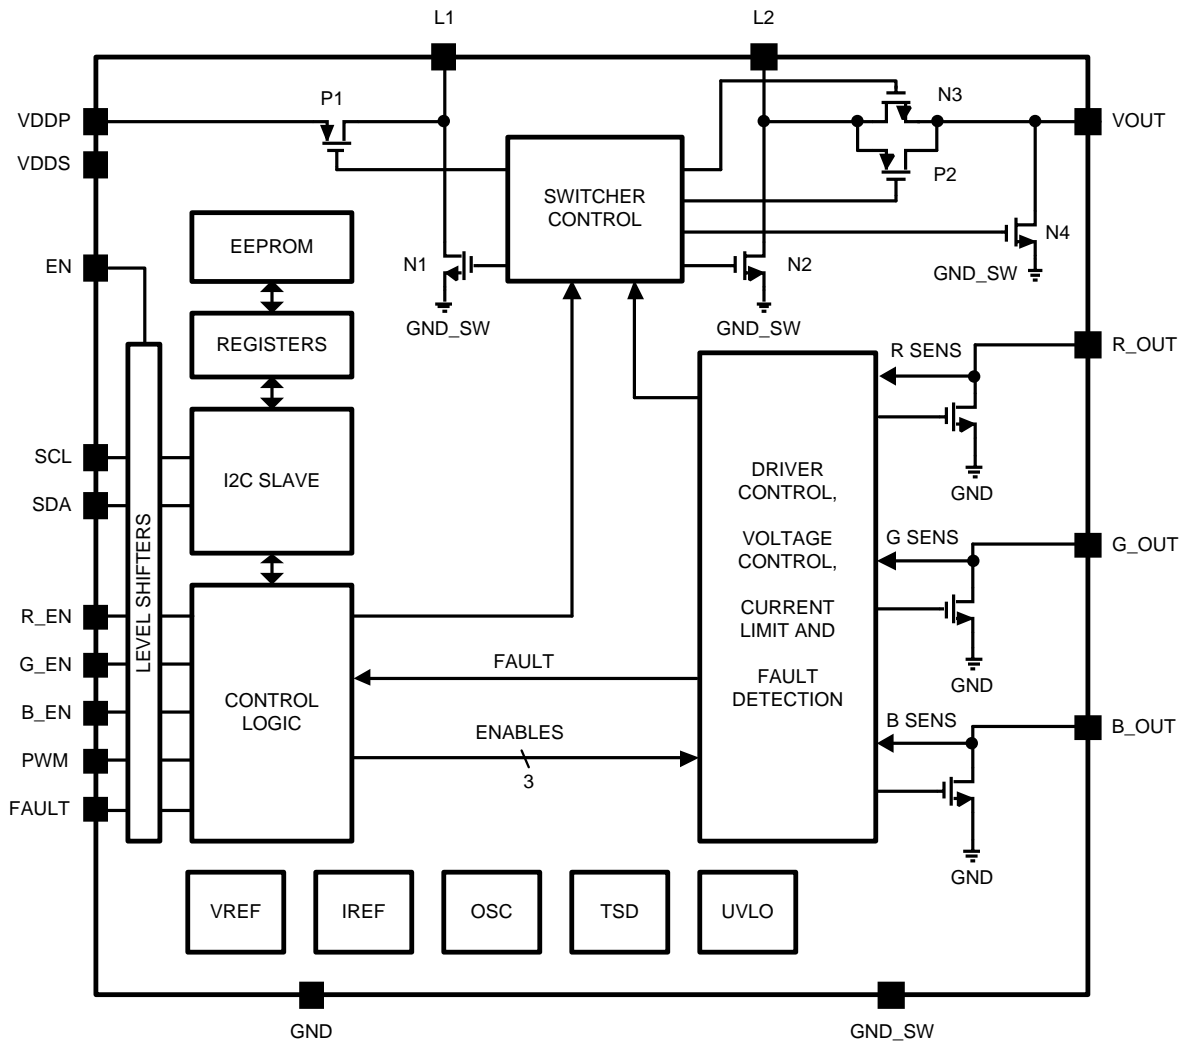 L1
L2
P1
N3
VDDP
VOUT
VDDS
P2
SWITCHER
CONTROL
EEPROM
N4
EN
N1
N2
GND_SW
GND_SW
GND_SW
REGISTERS
R SENS
R_OUT
SCL
I2C SLAVE
DRIVER
CONTROL,
GND
SDA
LEVEL SHIFTERS
VOLTAGE
CONTROL,
G SENS
G_OUT
R_EN
CURRENT
LIMIT AND
G_EN
FAULT
FAULT
DETECTION
GND
B_EN
CONTROL
LOGIC
B SENS
B_OUT
PWM
ENABLES
3
FAULT
GND
VREF
IREF
OSC
TSD
UVLO
GND
GND_SW